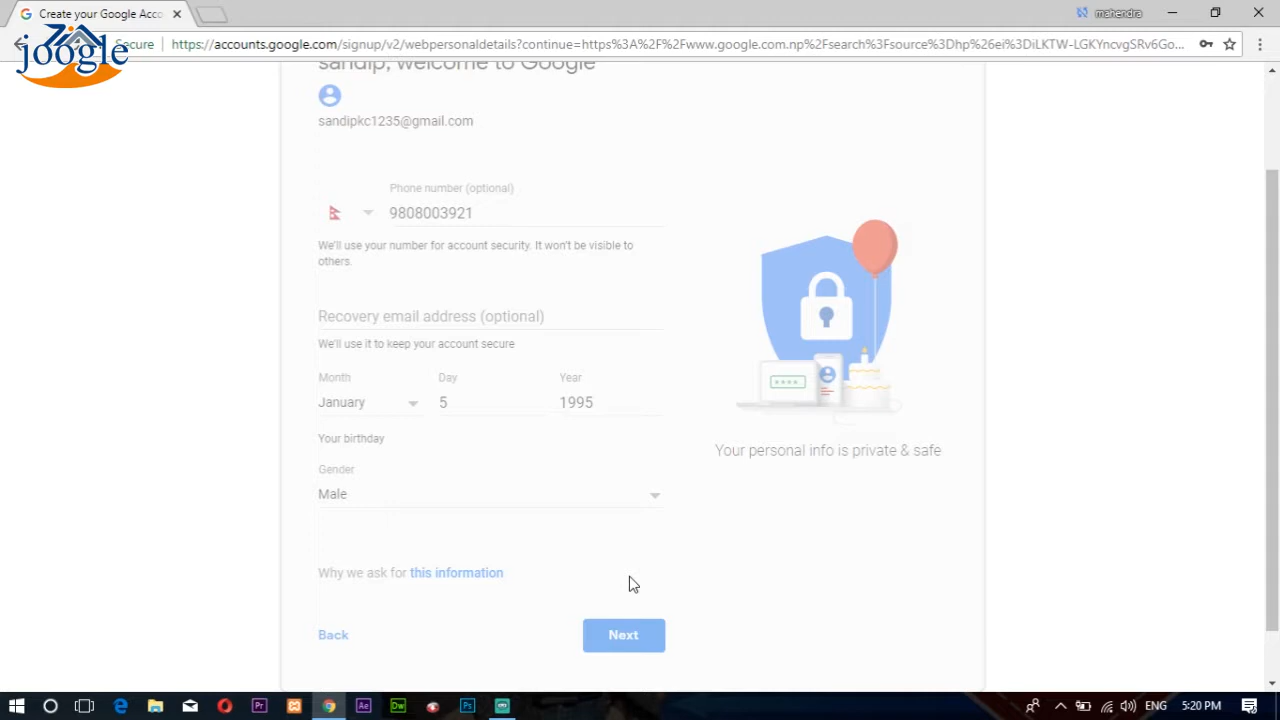 Create your Google Acco
mahendra
joogle
Secure
https://accounts.google.com/signup/v2/webpersonaldetails?continue=https%3A%2F%2Fwww.google.com%2Fsearch%3Fsource%3Dhp%26ei%3DiLKTW-LGKYncvgSRv6Go...
sandip, welcome to Google
sandipkc1235@gmail.com
Phone number (optional)
9808003921
We'll use your number for account security. It won't be visible to
others.
Recovery email address (optional)
We'll use it to keep your account secure
Month Day Year
January 5 1995
Your birthday
Gender
Male
Why we ask for this information
Back Next
Your personal info is private & safe
Pr Ae Dw Ps
ENG 5:20 PM